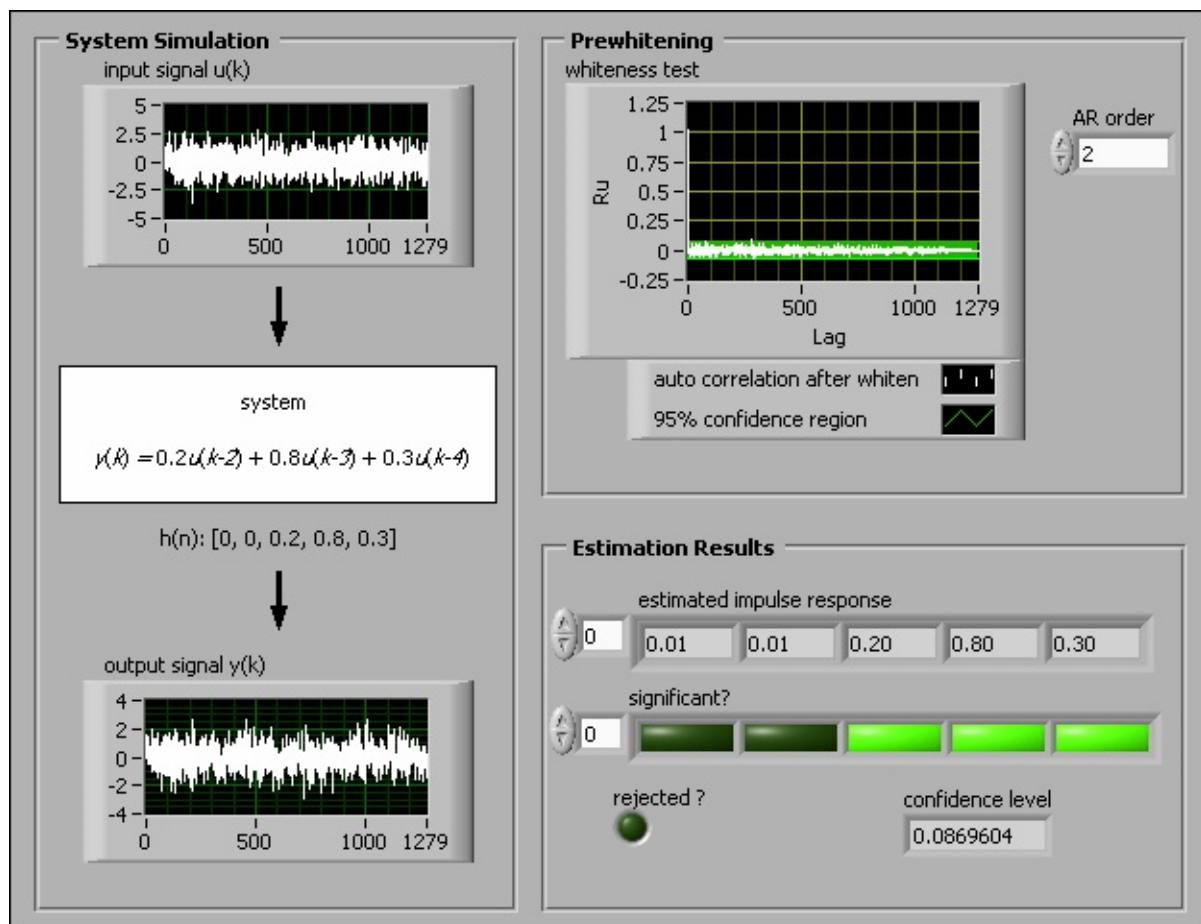 System Simulation
input signal u(k)
5
2.5
0
-2.5
-5
0 500 1000 1279
system
y(k) = 0.2u(k-2) + 0.8u(k-3) + 0.3u(k-4)
h(n): [0, 0, 0.2, 0.8, 0.3]
output signal y(k)
4
2
0
-2
-4
0 500 1000 1279
Prewhitening
whiteness test
1.25
1
0.75
0.5
0.25
0
-0.25
Ru
0 500 1000 1279
Lag
auto correlation after whiten
95% confidence region
AR order
2
Estimation Results
estimated impulse response
0 0.01 0.01 0.20 0.80 0.30
significant?
0
rejected ?
confidence level
0.0869604